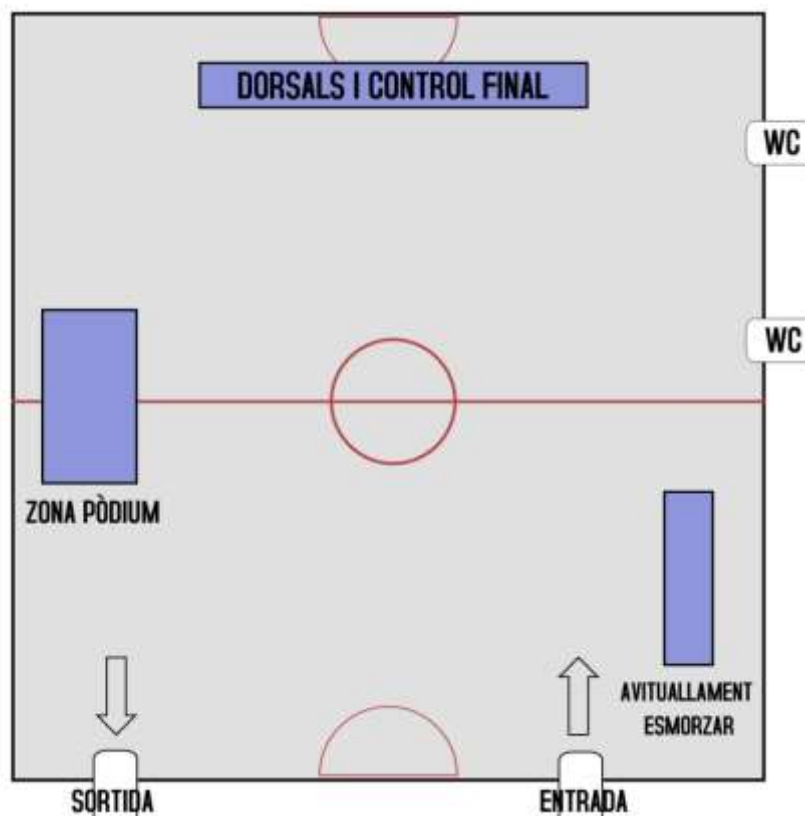 DORSALS I CONTROL FINAL
WC
WC
ZONA PÒDIUM
AVITUALLAMENT
ESMORZAR
SORTIDA
ENTRADA